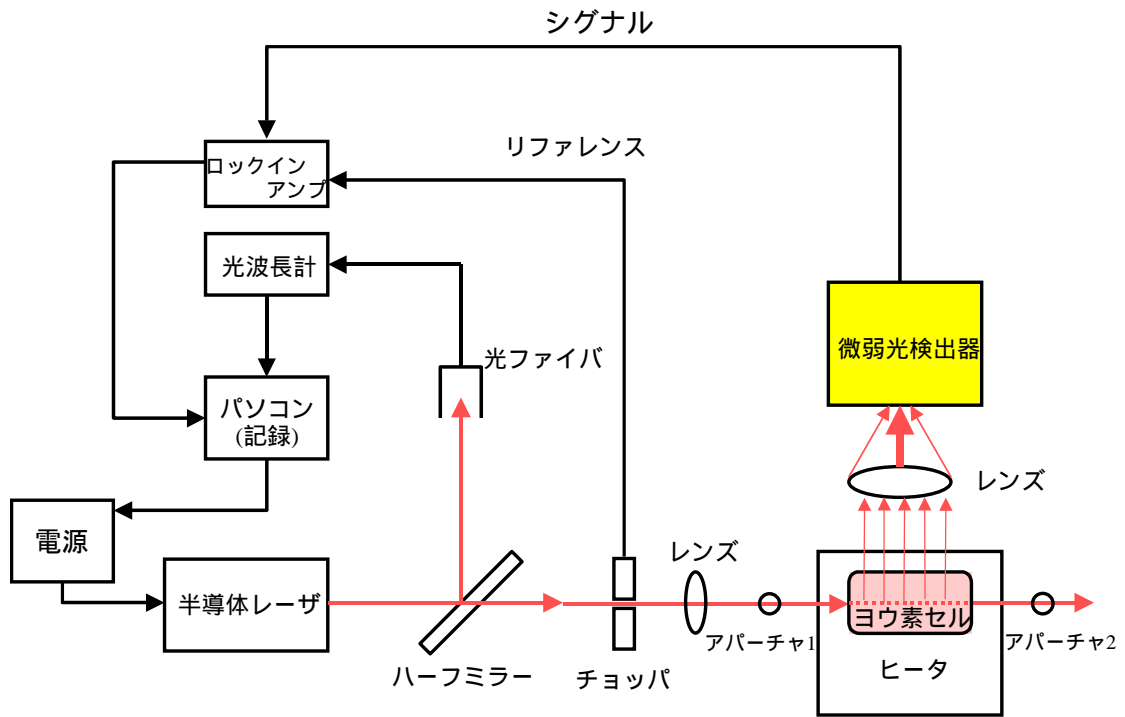 シグナル
リファレンス
ロックイン
アンプ
光波長計
光ファイバ
微弱光検出器
パソコン
(記録)
レンズ
電源
レンズ
半導体レーザ
ヨウ素セル
アパーチャ1
アパーチャ2
ハーフミラー
チョッパ
ヒータ